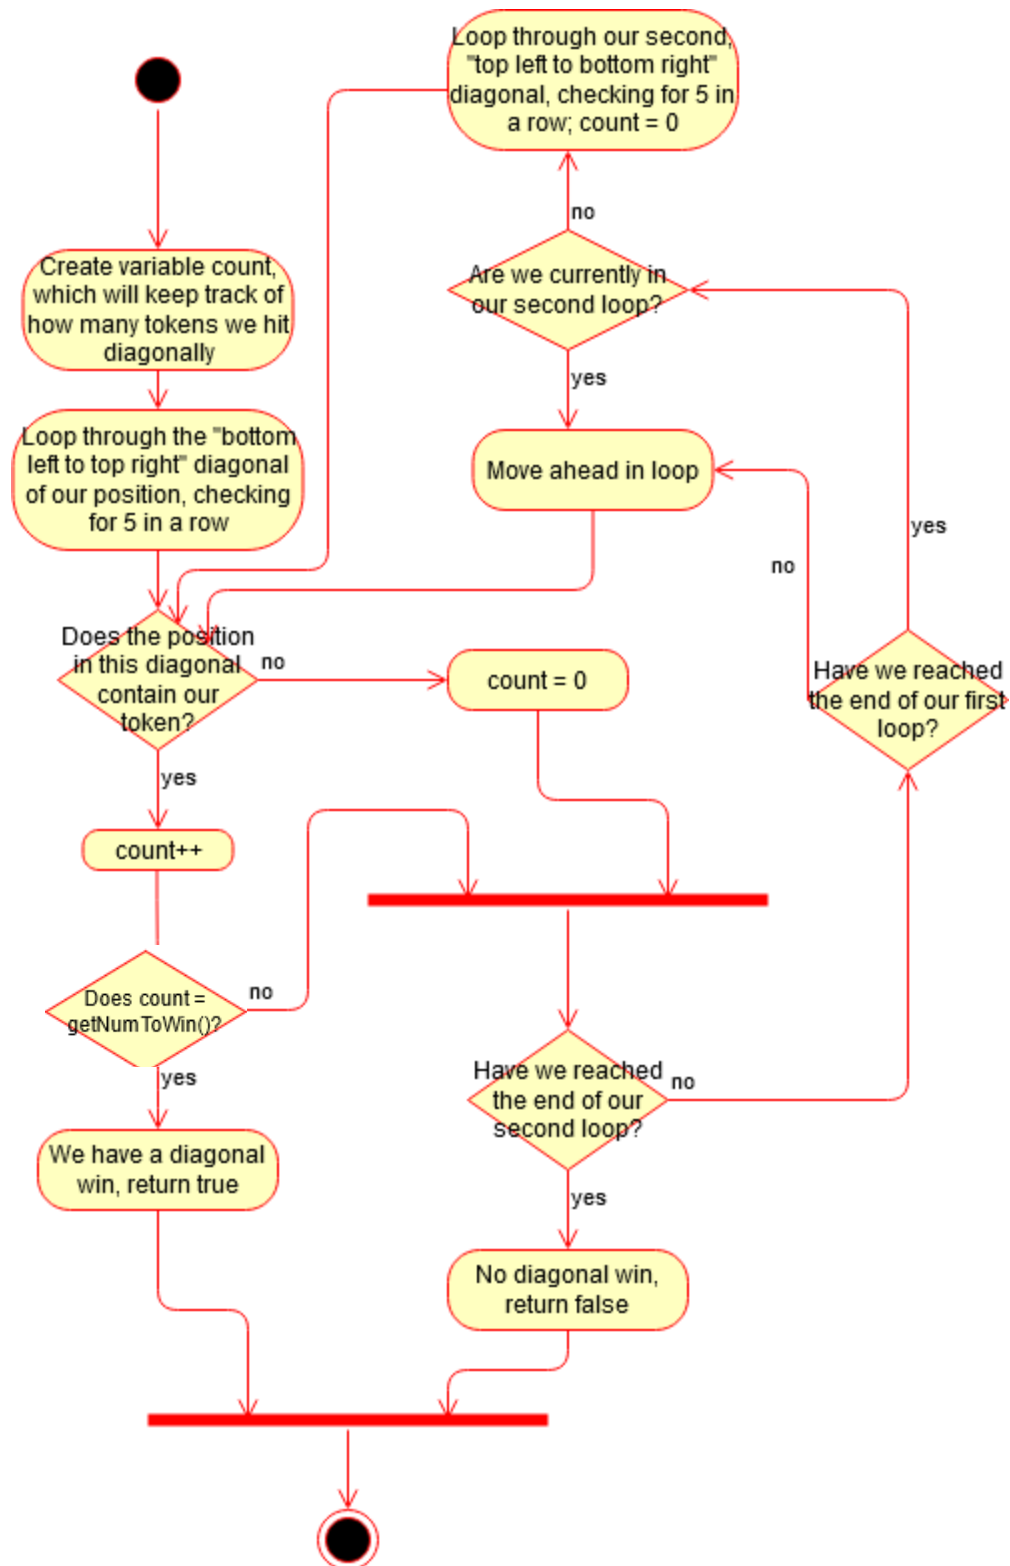 Loop through our second,
"top left to bottom right"
diagonal, checking for 5 in
a row; count = 0
no
Create variable count,
which will keep track of
how many tokens we hit
diagonally
Are we currently in
our second loop?
yes
Loop through the "bottom
left to top right" diagonal
of our position, checking
for 5 in a row
Move ahead in loop
yes
no
Does the position
in this diagonal
contain our
token?
no
count = 0
Have we reached
the end of our first
loop?
yes
count++
Does count =
getNumToWin()?
no
yes
Have we reached
the end of our
second loop?
no
yes
We have a diagonal
win, return true
No diagonal win,
return false